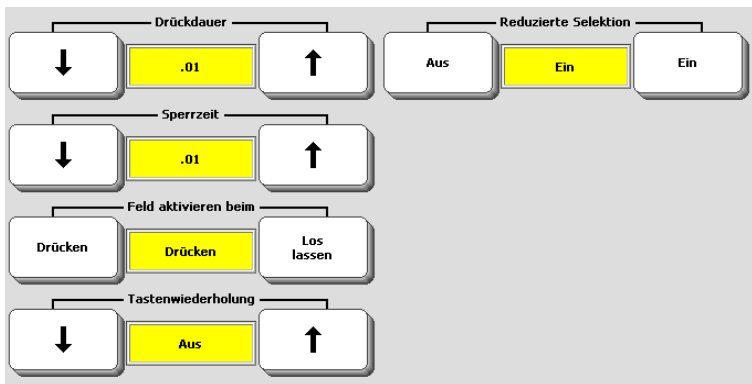 Drückdauer
.01
Reduzierte Selektion
Aus
Ein
Ein
Sperrzeit
.01
Feld aktivieren beim
Drücken
Drücken
Los
lassen
Tastenwiederholung
Aus